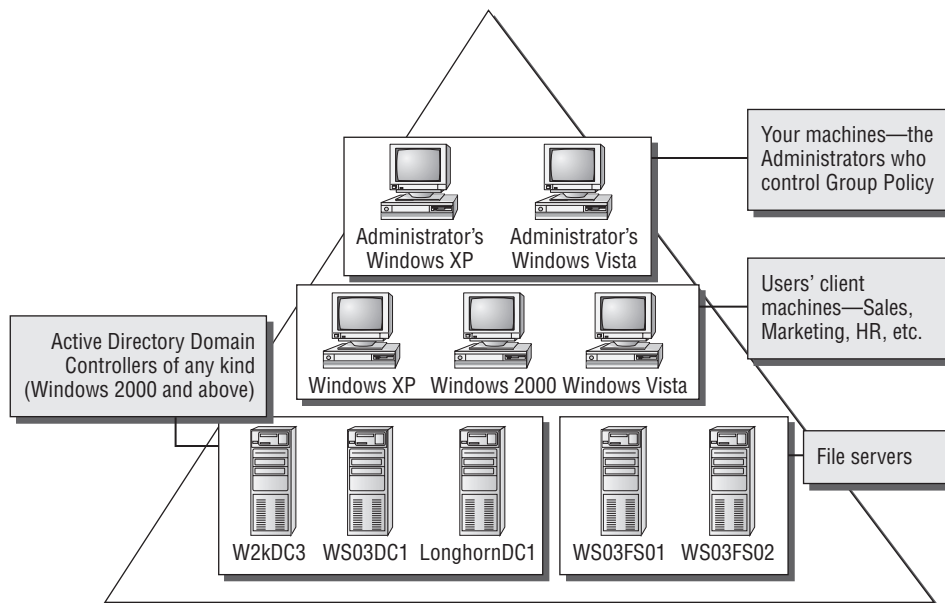 Your machines—the
Administrators who
control Group Policy
Administrator's
Windows XP
Administrator's
Windows Vista
Users' client
machines—Sales,
Marketing, HR, etc.
Active Directory Domain
Controllers of any kind
(Windows 2000 and above)
Windows XP
Windows 2000
Windows Vista
File servers
W2kDC3
WS03DC1
LonghornDC1
WS03FS01
WS03FS02